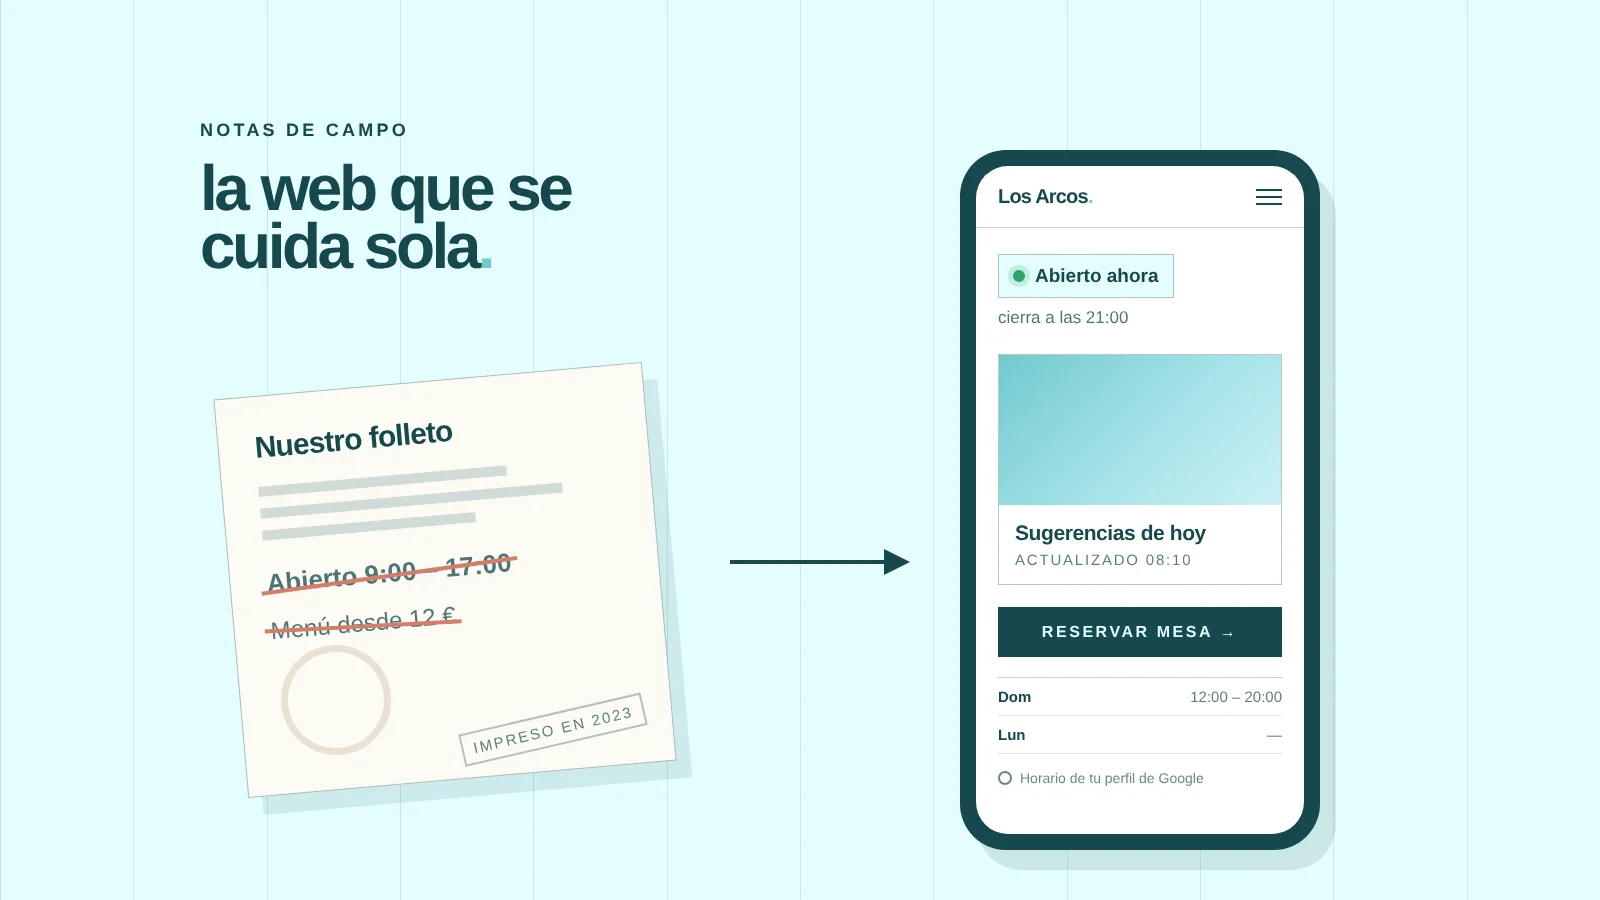 NOTAS DE CAMPO
la web que se
cuida sola.
Nuestro folleto
Abierto 9:00 – 17:00
Menú desde 12 €
IMPRESO EN 2023
Los Arcos.
Abierto ahora
cierra a las 21:00
Sugerencias de hoy
ACTUALIZADO 08:10
RESERVAR MESA →
Dom 12:00 – 20:00
Lun —
Horario de tu perfil de Google